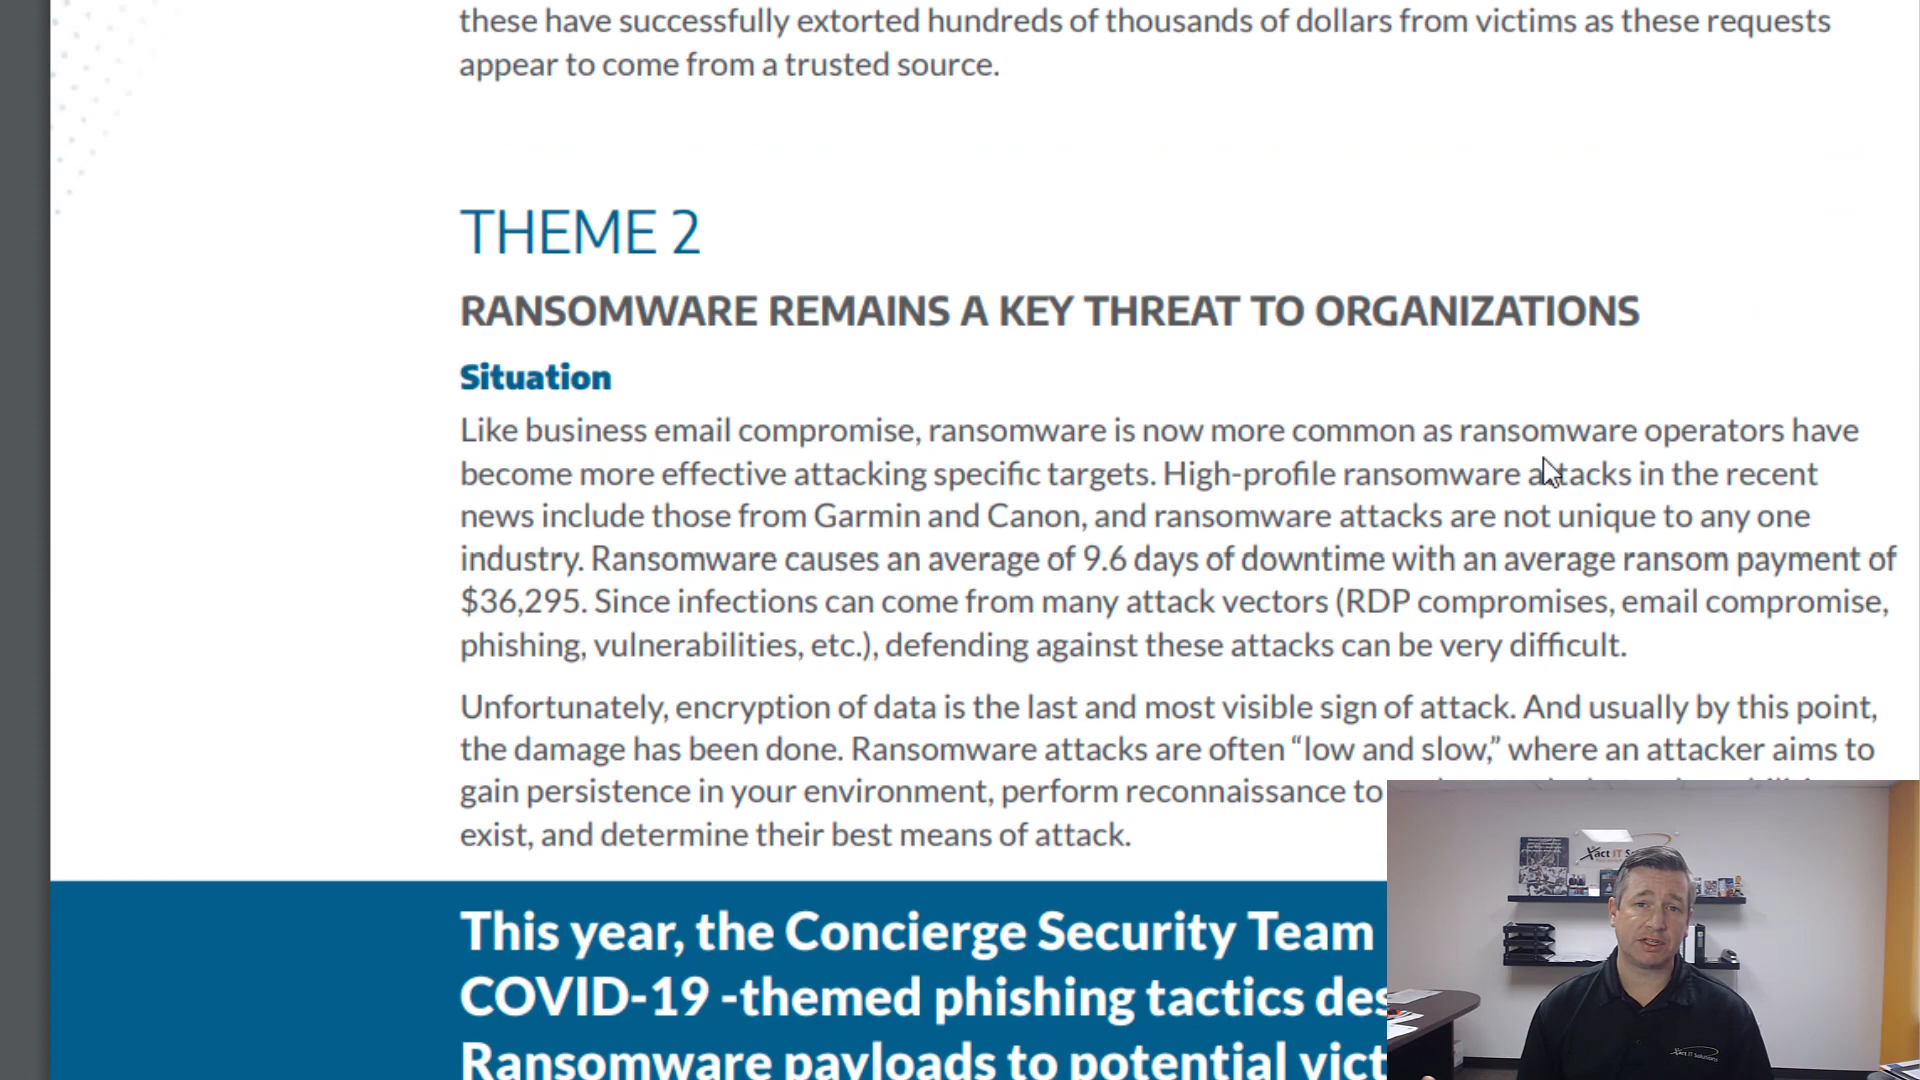 these have successfully extorted hundreds of thousands of dollars from victims as these requests
appear to come from a trusted source.
THEME 2
RANSOMWARE REMAINS A KEY THREAT TO ORGANIZATIONS
Situation
Like business email compromise, ransomware is now more common as ransomware operators have
become more effective attacking specific targets. High-profile ransomware attacks in the recent
news include those from Garmin and Canon, and ransomware attacks are not unique to any one
industry. Ransomware causes an average of 9.6 days of downtime with an average ransom payment of
$36,295. Since infections can come from many attack vectors (RDP compromises, email compromise,
phishing, vulnerabilities, etc.), defending against these attacks can be very difficult.
Unfortunately, encryption of data is the last and most visible sign of attack. And usually by this point,
the damage has been done. Ransomware attacks are often “low and slow,” where an attacker aims to
gain persistence in your environment, perform reconnaissance to
exist, and determine their best means of attack.
This year, the Concierge Security Team
COVID-19 -themed phishing tactics des
Ransomware payloads to potential vict
Xact IT S
Xact IT Solutions